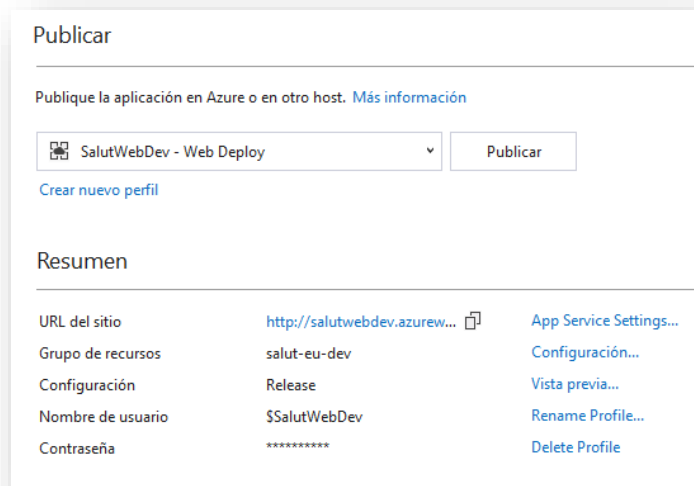 Publicar
Publique la aplicación en Azure o en otro host. Más información
SalutWebDev - Web Deploy
Publicar
Crear nuevo perfil
Resumen
URL del sitio http://salutwebdev.azurew... App Service Settings...
Grupo de recursos salut-eu-dev Configuración...
Configuración Release Vista previa...
Nombre de usuario $SalutWebDev Rename Profile...
Contraseña ********** Delete Profile